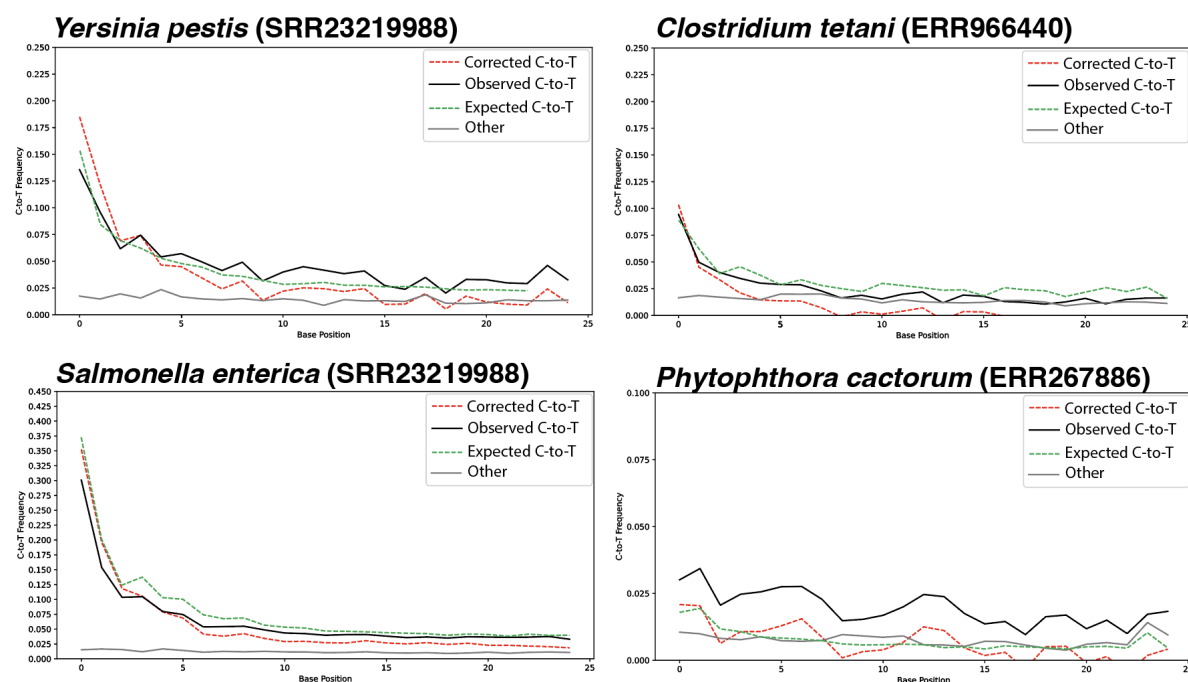 Yersinia pestis (SRR23219988)
0.250
0.225
0.200
0.175
0.150
0.125
0.100
0.075
0.050
0.025
0.000
C-to-T Frequency
0 5 10 15 20 25
Base Position
Corrected C-to-T
Observed C-to-T
Expected C-to-T
Other
Clostridium tetani (ERR966440)
0.250
0.225
0.200
0.175
0.150
0.125
0.100
0.075
0.050
0.025
0.000
C-to-T Frequency
0 5 10 15 20
Base Position
Corrected C-to-T
Observed C-to-T
Expected C-to-T
Other
Salmonella enterica (SRR23219988)
0.450
0.425
0.400
0.375
0.350
0.325
0.300
0.275
0.250
0.225
0.200
0.175
0.150
0.125
0.100
0.075
0.050
0.025
0.000
C-to-T Frequency
0 5 10 15 20 25
Base Position
Corrected C-to-T
Observed C-to-T
Expected C-to-T
Other
Phytophthora cactorum (ERR267886)
0.100
0.075
0.050
0.025
0.000
C-to-T Frequency
0 5 10 15 20
Base Position
Corrected C-to-T
Observed C-to-T
Expected C-to-T
Other